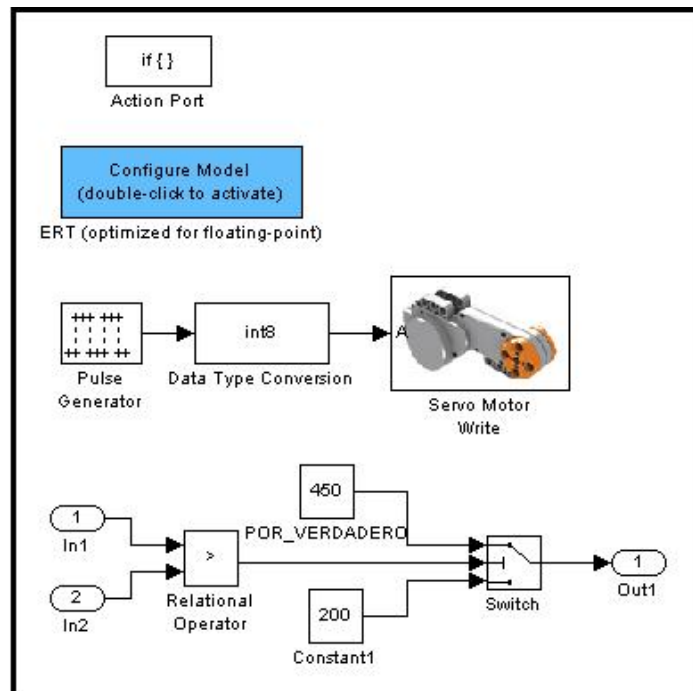 if { }
Action Port
Configure Model
(double-click to activate)
ERT (optimized for floating-point)
int8
A
Pulse
Generator
Data Type Conversion
Servo Motor
Write
450
POR_VERDADERO
1
In1
>
2
In2
Relational
Operator
200
Constant1
Switch
1
Out1